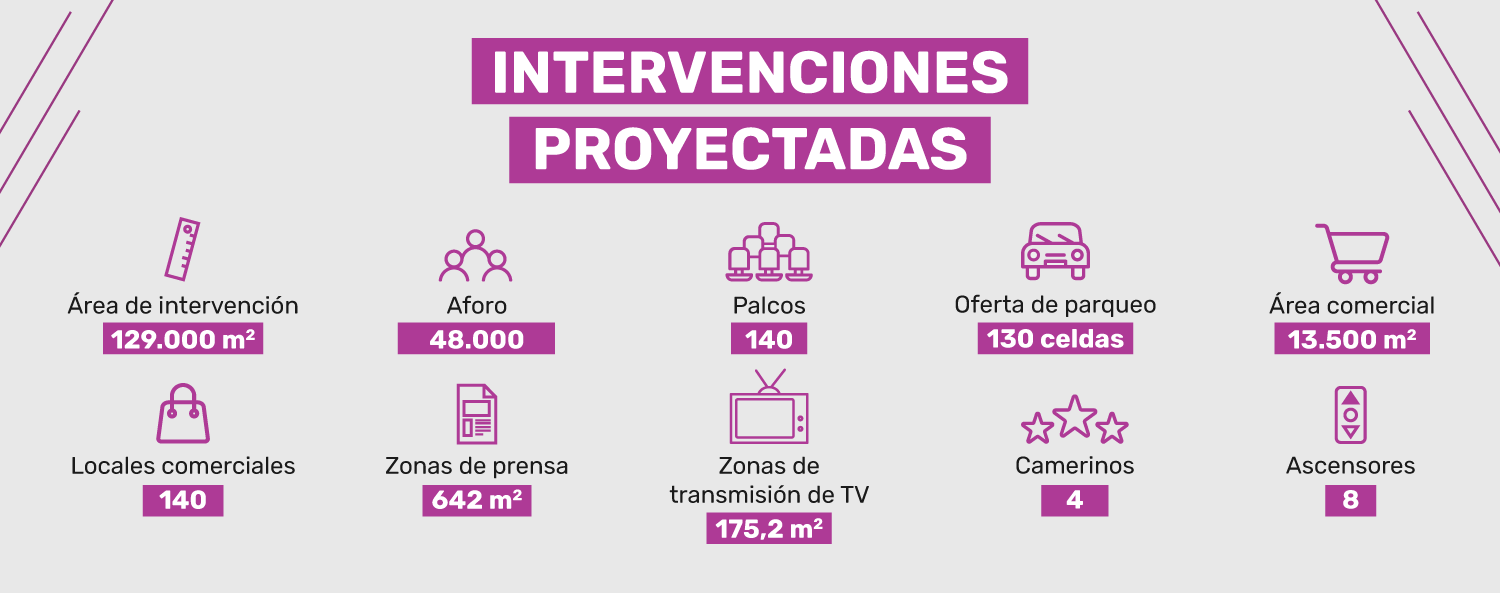 INTERVENCIONES
PROYECTADAS
Área de intervención
129.000 m²
Aforo
48.000
Palcos
140
Oferta de parqueo
130 celdas
Área comercial
13.500 m²
Locales comerciales
140
Zonas de prensa
642 m²
Zonas de
transmisión de TV
175,2 m²
Camerinos
4
Ascensores
8